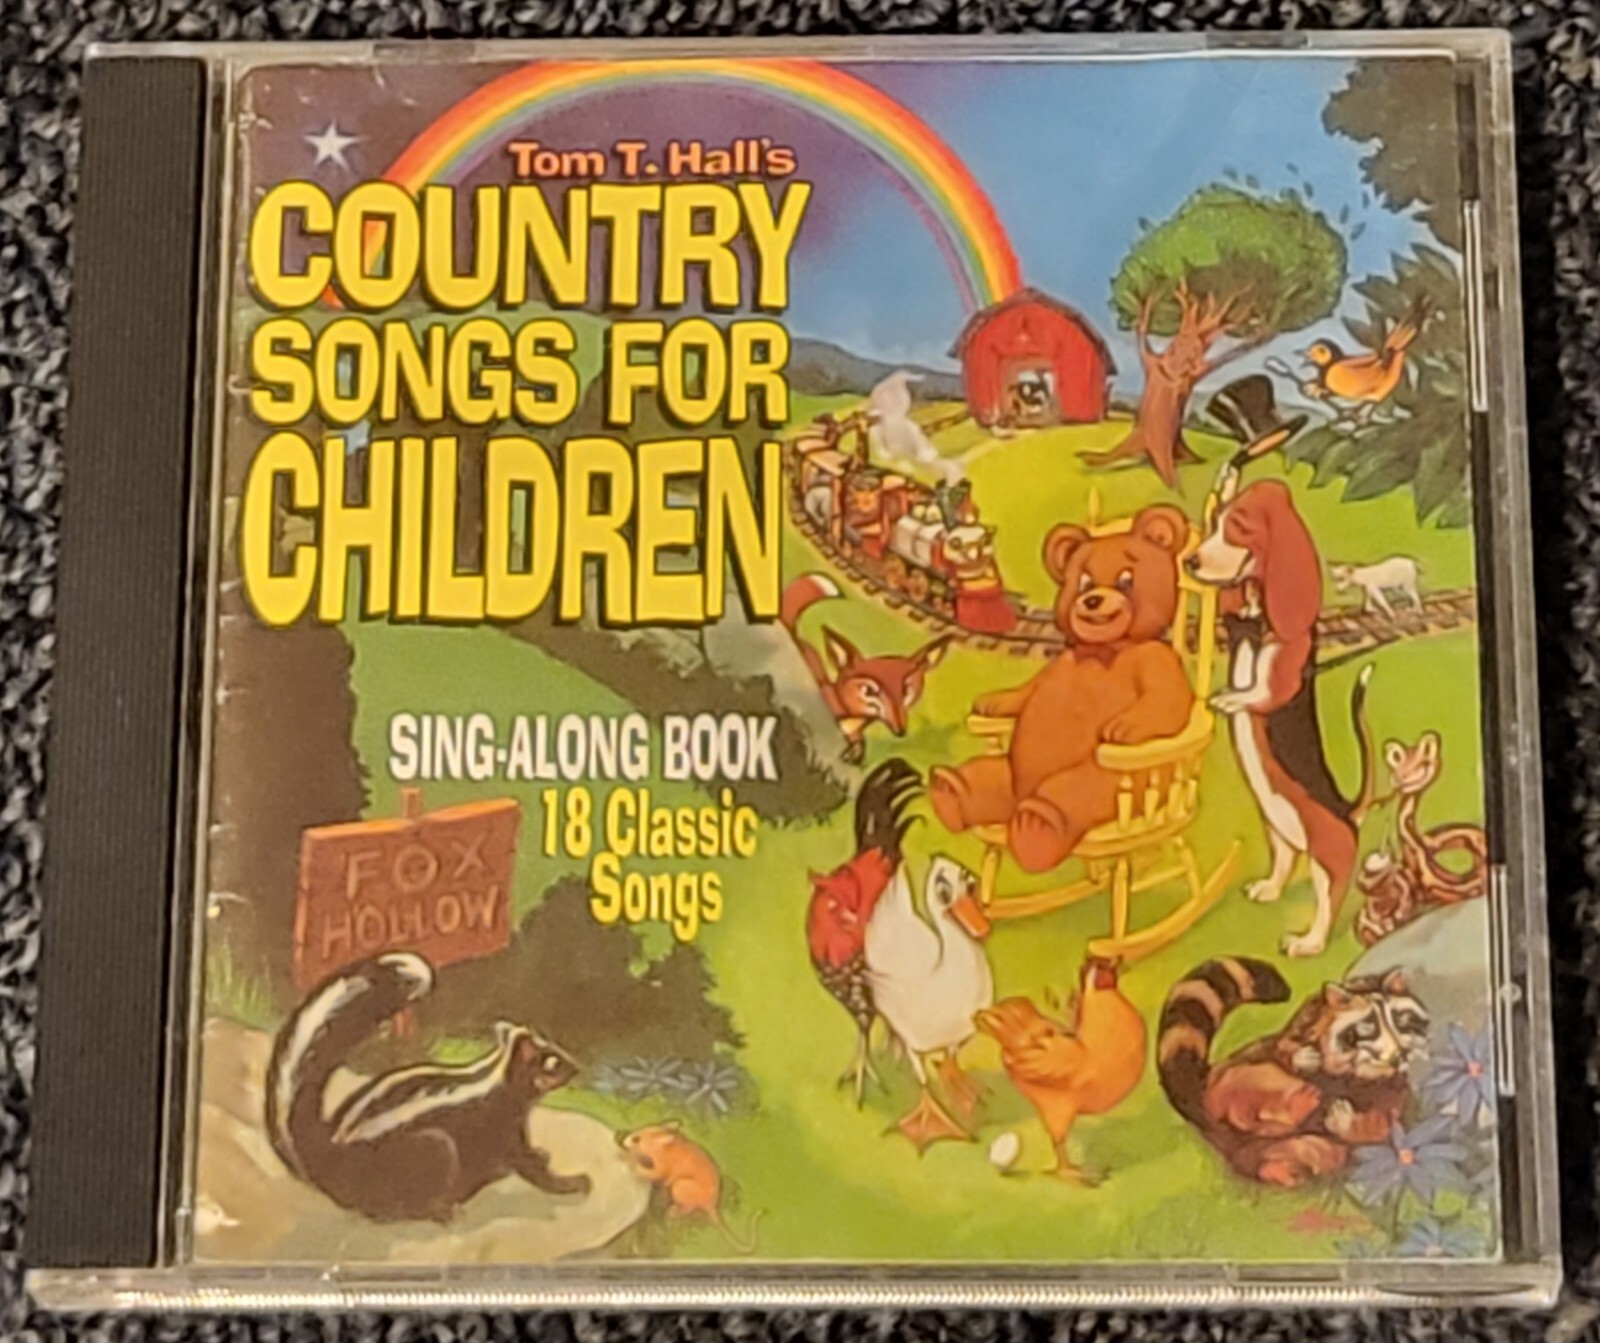 Tom T. Hall's
COUNTRY
SONGS FOR
CHILDREN
SING-ALONG BOOK
18 Classic
Songs
FOX
HOLLOW